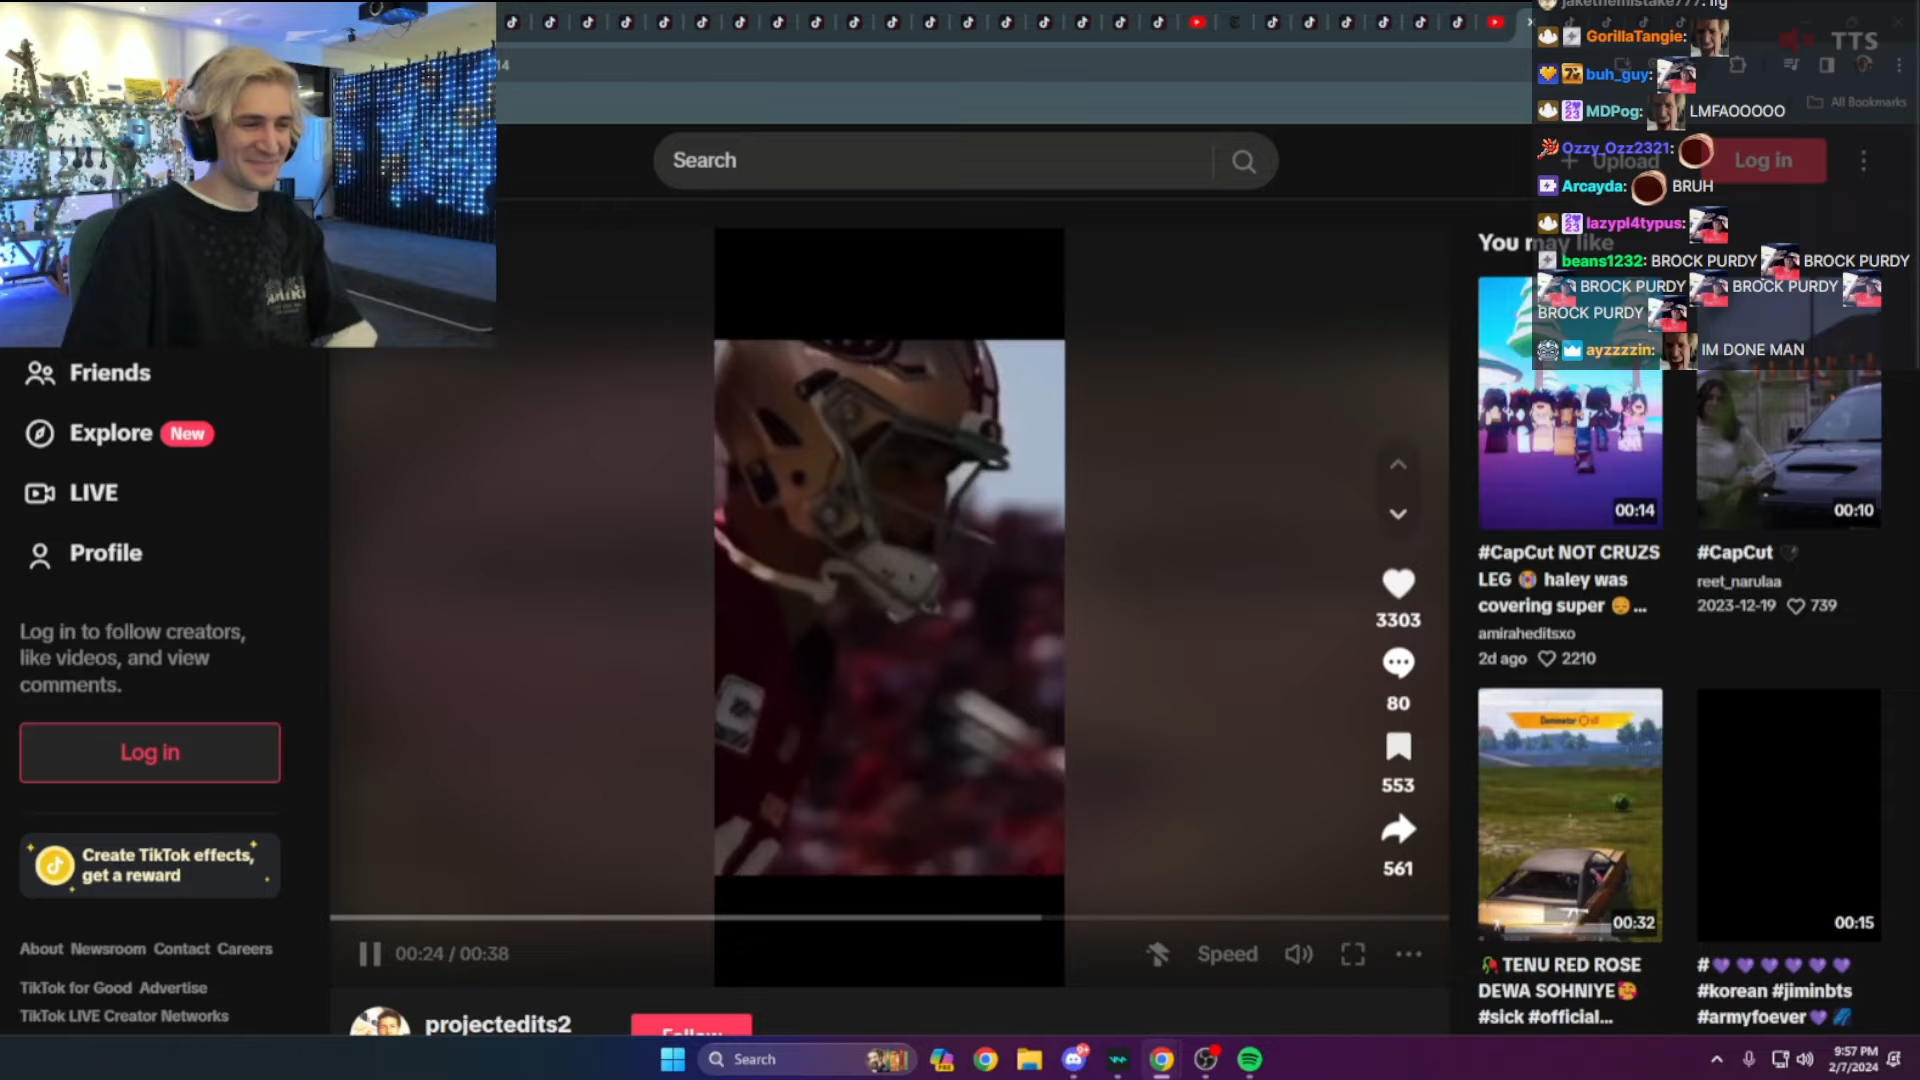 14
jakethemistake777: lig
GorillaTangie:
TTS
buh_guy:
MDPog: LMFAOOOOO
All Bookmarks
Ozzy_Ozz2321:
Arcayda: BRUH
lazypl4typus:
beans1232: BROCK PURDY BROCK PURDY
BROCK PURDY BROCK PURDY
BROCK PURDY
ayzzzzin: IM DONE MAN
Search
Upload
Log in
You may like
Friends
Explore New
LIVE
Profile
Log in to follow creators,
like videos, and view
comments.
Log in
Create TikTok effects,
get a reward
About Newsroom Contact Careers
TikTok for Good Advertise
TikTok LIVE Creator Networks
3303
80
553
561
00:24 / 00:38
Speed
projectedits2
Follow
00:14
#CapCut NOT CRUZS
LEG haley was
covering super ...
amiraheditsxo
2d ago 2210
00:10
#CapCut
reet_narulaa
2023-12-19 739
00:32
TENU RED ROSE
DEWA SOHNIYE
#sick #official...
00:15
#💜💜💜💜💜💜
#korean #jiminbts
#armyfoever💜
Search
9:57 PM
2/7/2024